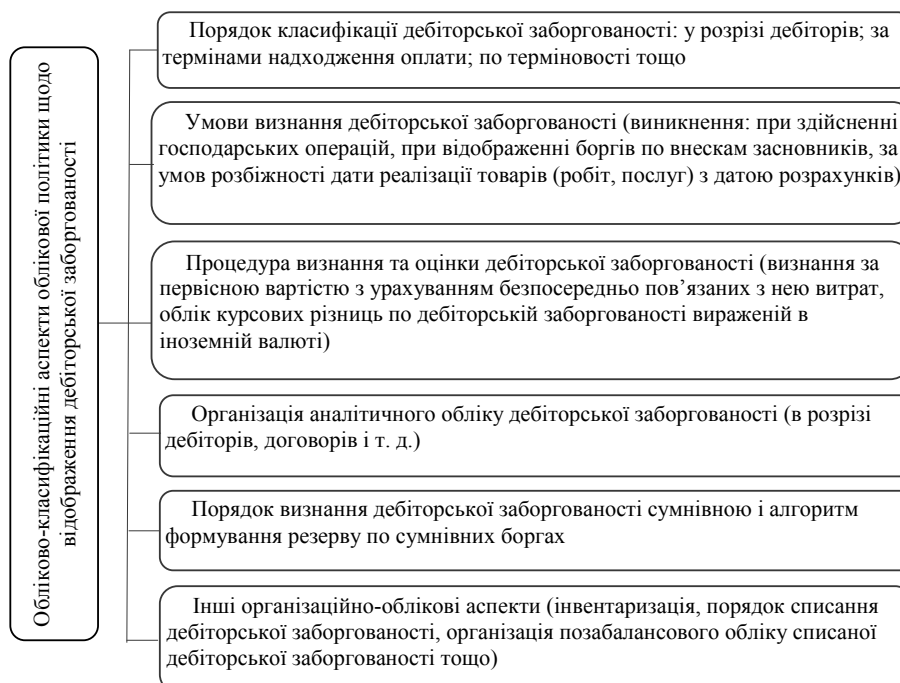 Обліково-класифікаційні аспекти облікової політики щодо
відображення дебіторської заборгованості
Порядок класифікації дебіторської заборгованості: у розрізі дебіторів; за
термінами надходження оплати; по терміновості тощо
Умови визнання дебіторської заборгованості (виникнення: при здійсненні
господарських операцій, при відображенні боргів по внескам засновників, за
умов розбіжності дати реалізації товарів (робіт, послуг) з датою розрахунків)
Процедура визнання та оцінки дебіторської заборгованості (визнання за
первісною вартістю з урахуванням безпосередньо пов’язаних з нею витрат,
облік курсових різниць по дебіторській заборгованості вираженій в
іноземній валюті)
Організація аналітичного обліку дебіторської заборгованості (в розрізі
дебіторів, договорів і т. д.)
Порядок визнання дебіторської заборгованості сумнівною і алгоритм
формування резерву по сумнівних боргах
Інші організаційно-облікові аспекти (інвентаризація, порядок списання
дебіторської заборгованості, організація позабалансового обліку списаної
дебіторської заборгованості тощо)